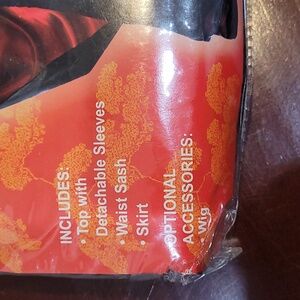 INCLUDES:
• Top with
Detachable Sleeves
• Waist Sash
• Skirt
OPTIONAL
ACCESSORIES:
• Wig